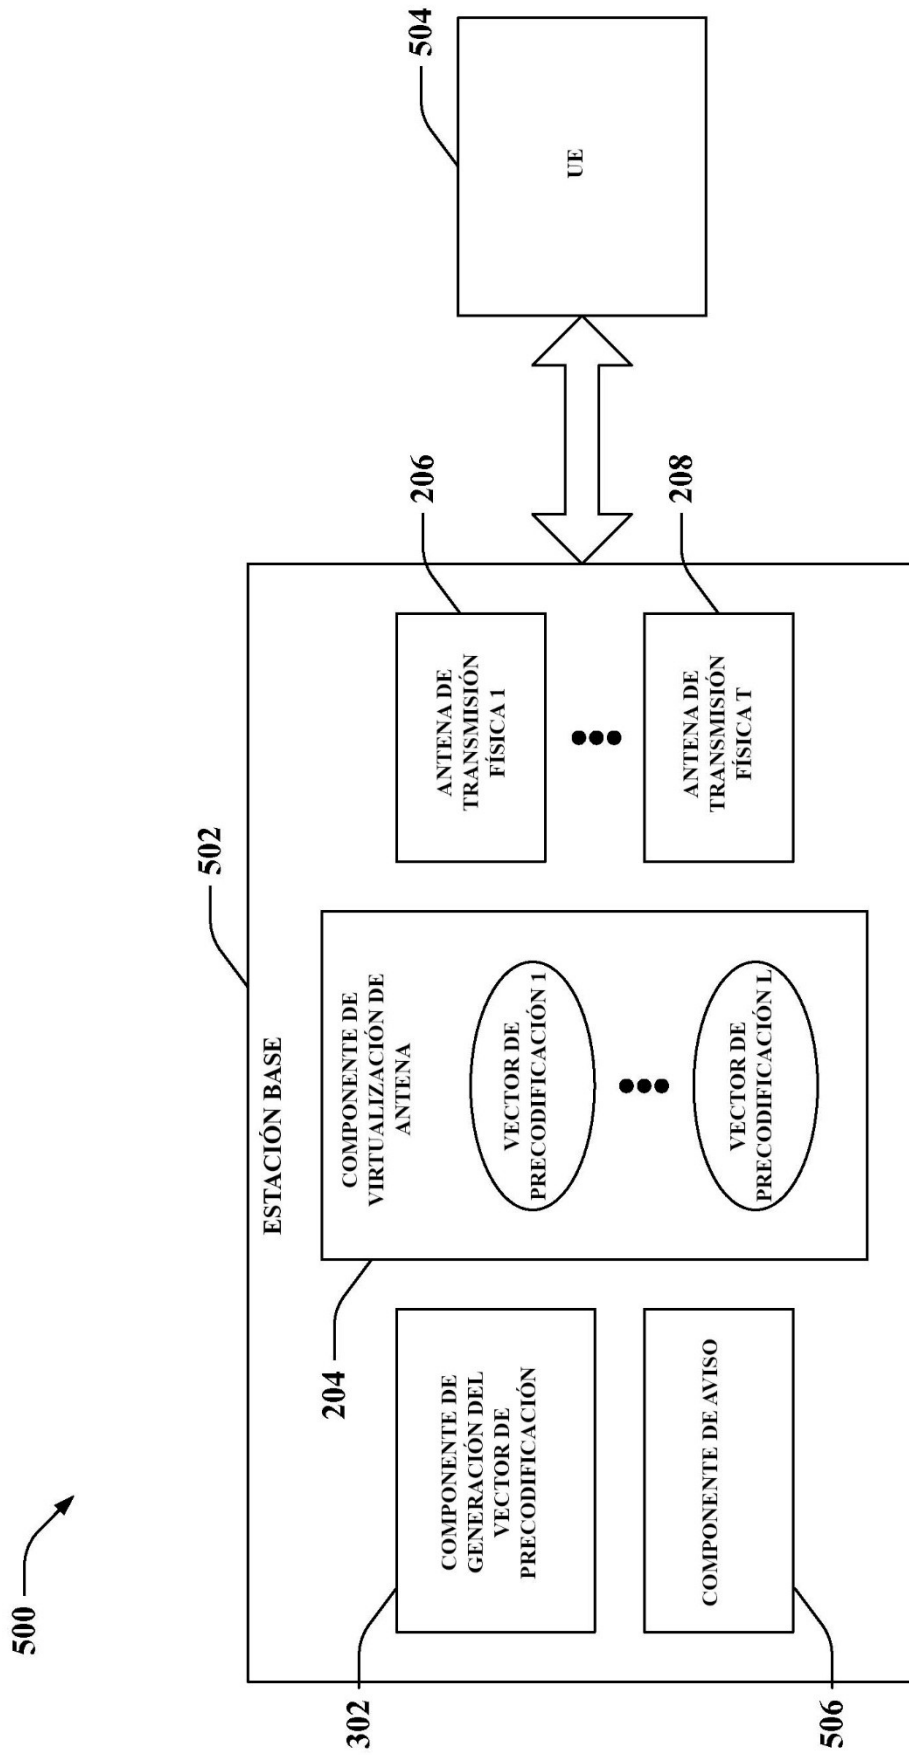 500
502
ESTACIÓN BASE
302
COMPONENTE DE
GENERACIÓN DEL
VECTOR DE
PRECODIFICACIÓN
204
COMPONENTE DE
VIRTUALIZACIÓN DE
ANTENA
VECTOR DE
PRECODIFICACIÓN 1
VECTOR DE
PRECODIFICACIÓN L
206
ANTENA DE
TRANSMISIÓN
FÍSICA 1
208
ANTENA DE
TRANSMISIÓN
FÍSICA T
504
UE
COMPONENTE DE AVISO
506